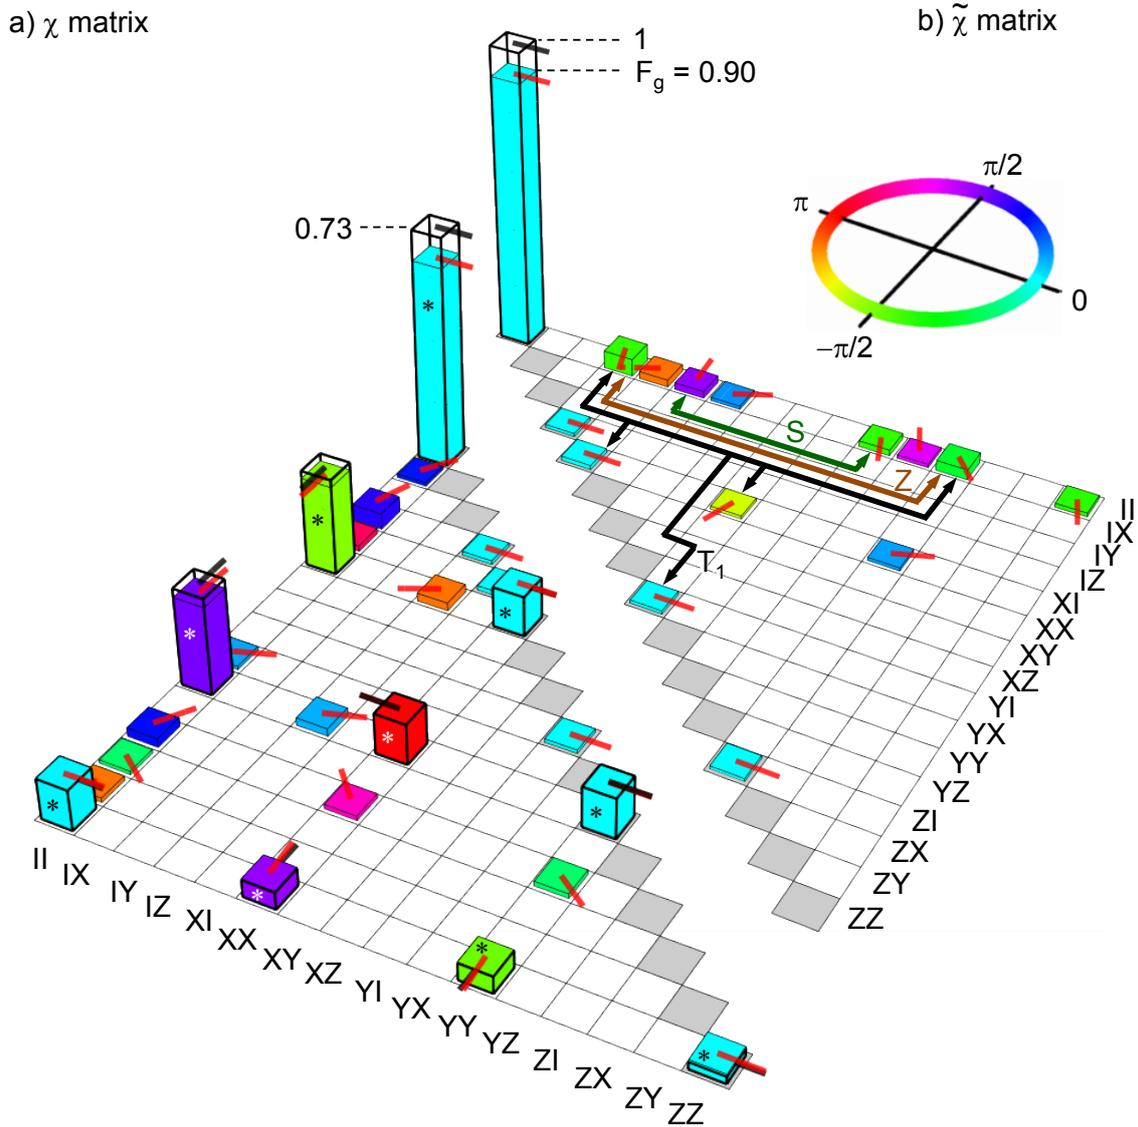 a) χ matrix
b) χ̃ matrix
1
F_g = 0.90
π/2
π
0
−π/2
0.73
*
S
Z
T₁
*
*
*
*
*
*
*
*
*
*
II
IX
IY
IZ
XI
XX
XY
XZ
YI
YX
YY
YZ
ZI
ZX
ZY
ZZ
II
IX
IY
IZ
XI
XX
XY
XZ
YI
YX
YY
YZ
ZI
ZX
ZY
ZZ